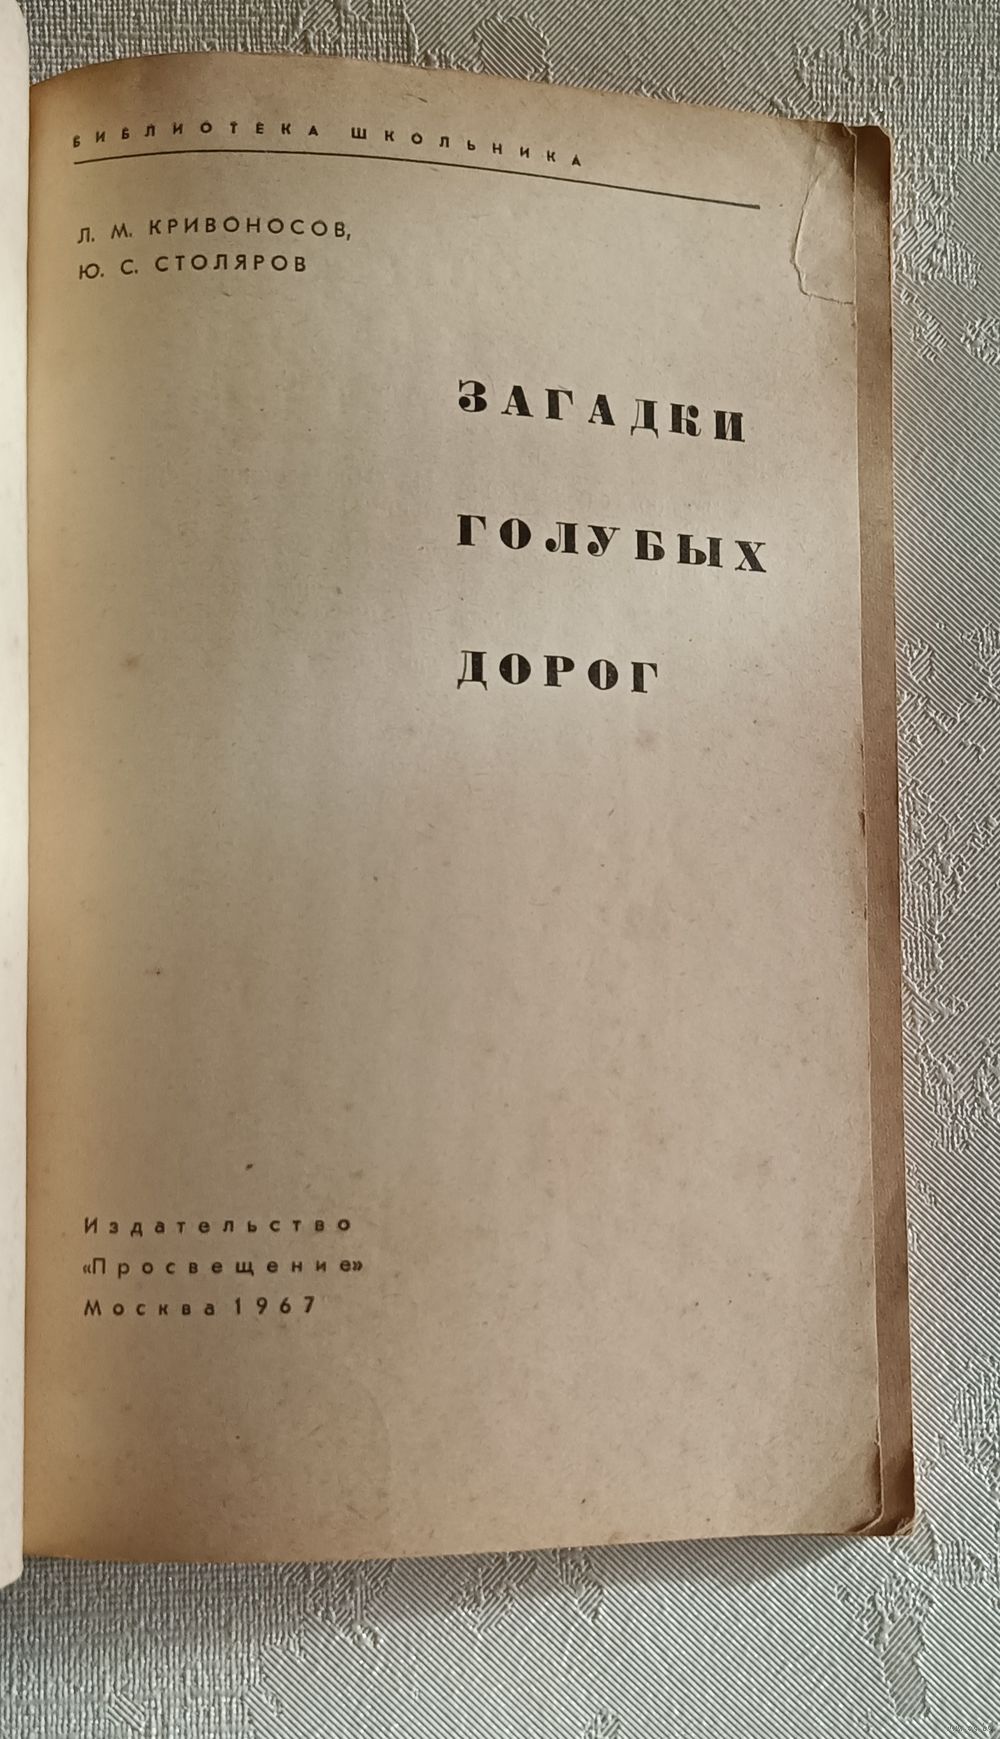 БИБЛИОТЕКА ШКОЛЬНИКА
Л. М. КРИВОНОСОВ,
Ю. С. СТОЛЯРОВ
ЗАГАДКИ
ГОЛУБЫХ
ДОРОГ
Издательство
«Просвещение»
Москва 1967